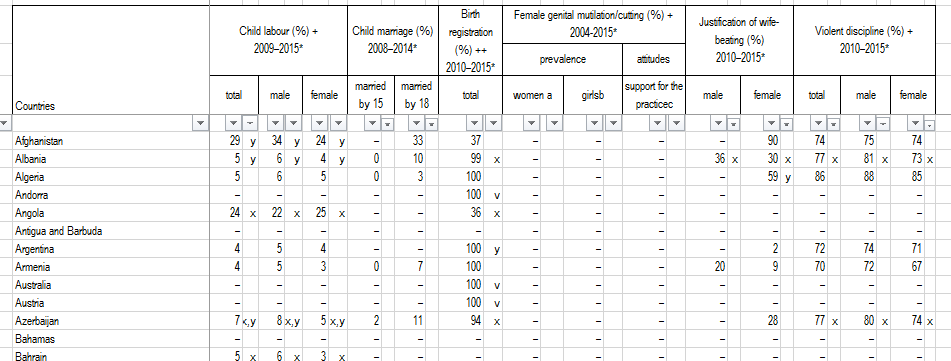 Child labour (%) + 2009–2015* Child marriage (%) 2008–2014* Birth registration (%) ++ 2010–2015* Female genital mutilation/cutting (%) + 2004-2015* Justification of wife-beating (%) 2010–2015* Violent discipline (%) + 2010–2015*
prevalence attitudes
Countries total male female married by 15 married by 18 total women a girlsb support for the practicec male female total male female
Afghanistan 29 y 34 y 24 y – 33 37 – – – – 90 74 75 74
Albania 5 y 6 y 4 y 0 10 99 x – – – 36 x 30 x 77 x 81 x 73 x
Algeria 5 6 5 0 3 100 – – – – 59 y 86 88 85
Andorra – – – – – 100 v – – – – – – – –
Angola 24 x 22 x 25 x – – 36 x – – – – – – – –
Antigua and Barbuda – – – – – – – – – – – – – –
Argentina 4 5 4 – – 100 y – – – – 2 72 74 71
Armenia 4 5 3 0 7 100 – – – 20 9 70 72 67
Australia – – – – – 100 v – – – – – – – –
Austria – – – – – 100 v – – – – – – – –
Azerbaijan 7 x,y 8 x,y 5 x,y 2 11 94 x – – – – 28 77 x 80 x 74 x
Bahamas – – – – – – – – – – – – – –
Bahrain 5 x 6 x 3 x – – – – – – – – – – –